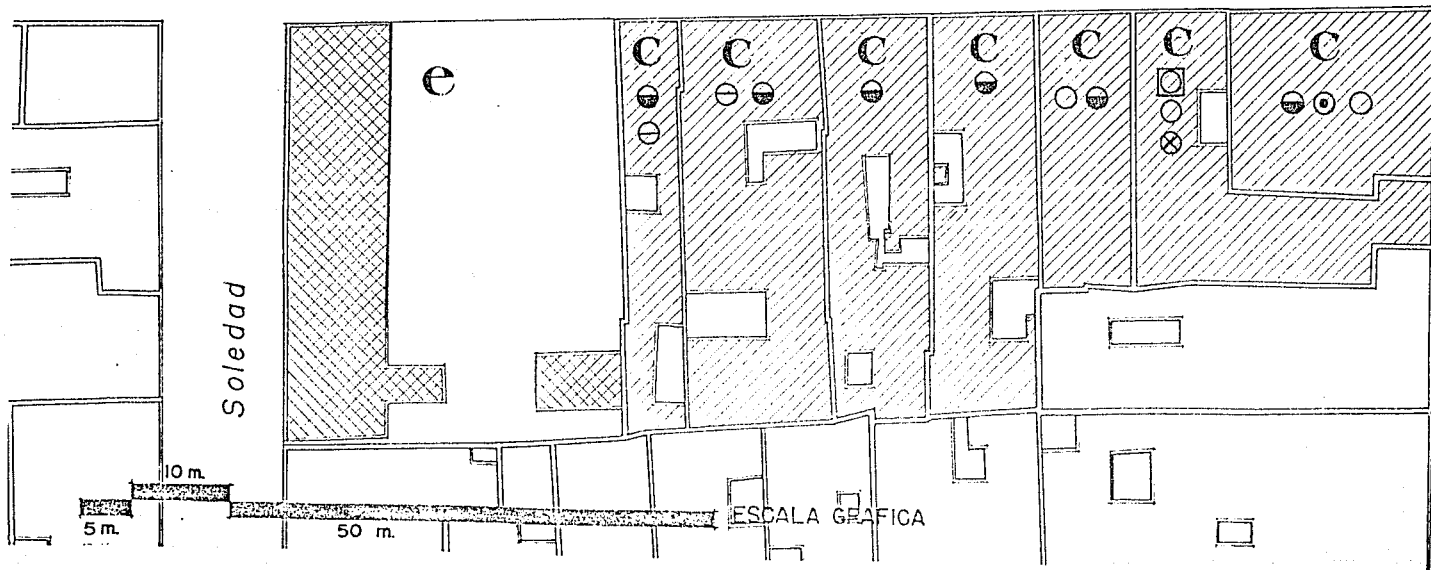 e C C C C C C C
Soledad
10 m.
5 m.
50 m.
ESCALA GRAFICA